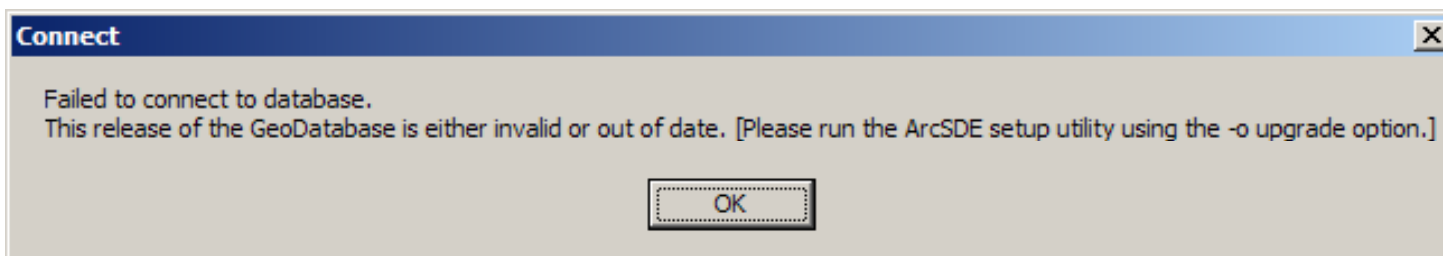 Connect
Failed to connect to database.
This release of the GeoDatabase is either invalid or out of date. [Please run the ArcSDE setup utility using the -o upgrade option.]
OK